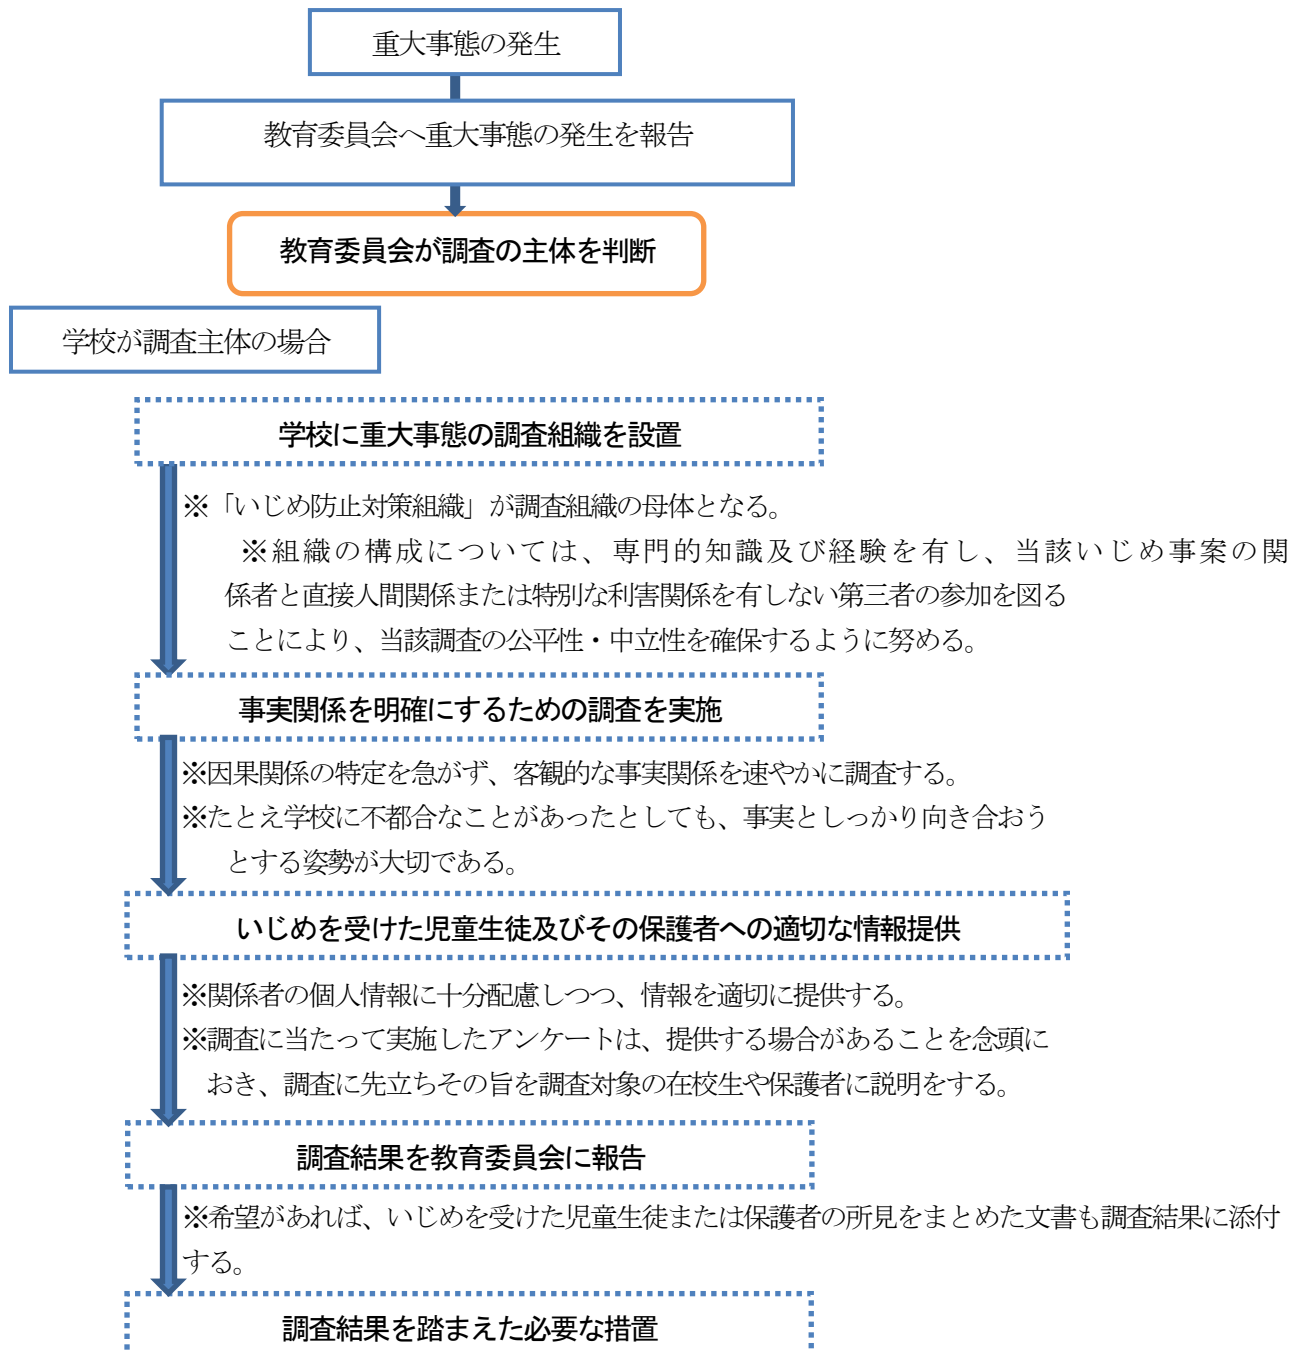 重大事態の発生
教育委員会へ重大事態の発生を報告
教育委員会が調査の主体を判断
学校が調査主体の場合
学校に重大事態の調査組織を設置
※「いじめ防止対策組織」が調査組織の母体となる。
※組織の構成については、専門的知識及び経験を有し、当該いじめ事案の関
係者と直接人間関係または特別な利害関係を有しない第三者の参加を図る
ことにより、当該調査の公平性・中立性を確保するように努める。
事実関係を明確にするための調査を実施
※因果関係の特定を急がず、客観的な事実関係を速やかに調査する。
※たとえ学校に不都合なことがあったとしても、事実としっかり向き合おう
とする姿勢が大切である。
いじめを受けた児童生徒及びその保護者への適切な情報提供
※関係者の個人情報に十分配慮しつつ、情報を適切に提供する。
※調査に当たって実施したアンケートは、提供する場合があることを念頭に
おき、調査に先立ちその旨を調査対象の在校生や保護者に説明をする。
調査結果を教育委員会に報告
※希望があれば、いじめを受けた児童生徒または保護者の所見をまとめた文書も調査結果に添付
する。
調査結果を踏まえた必要な措置